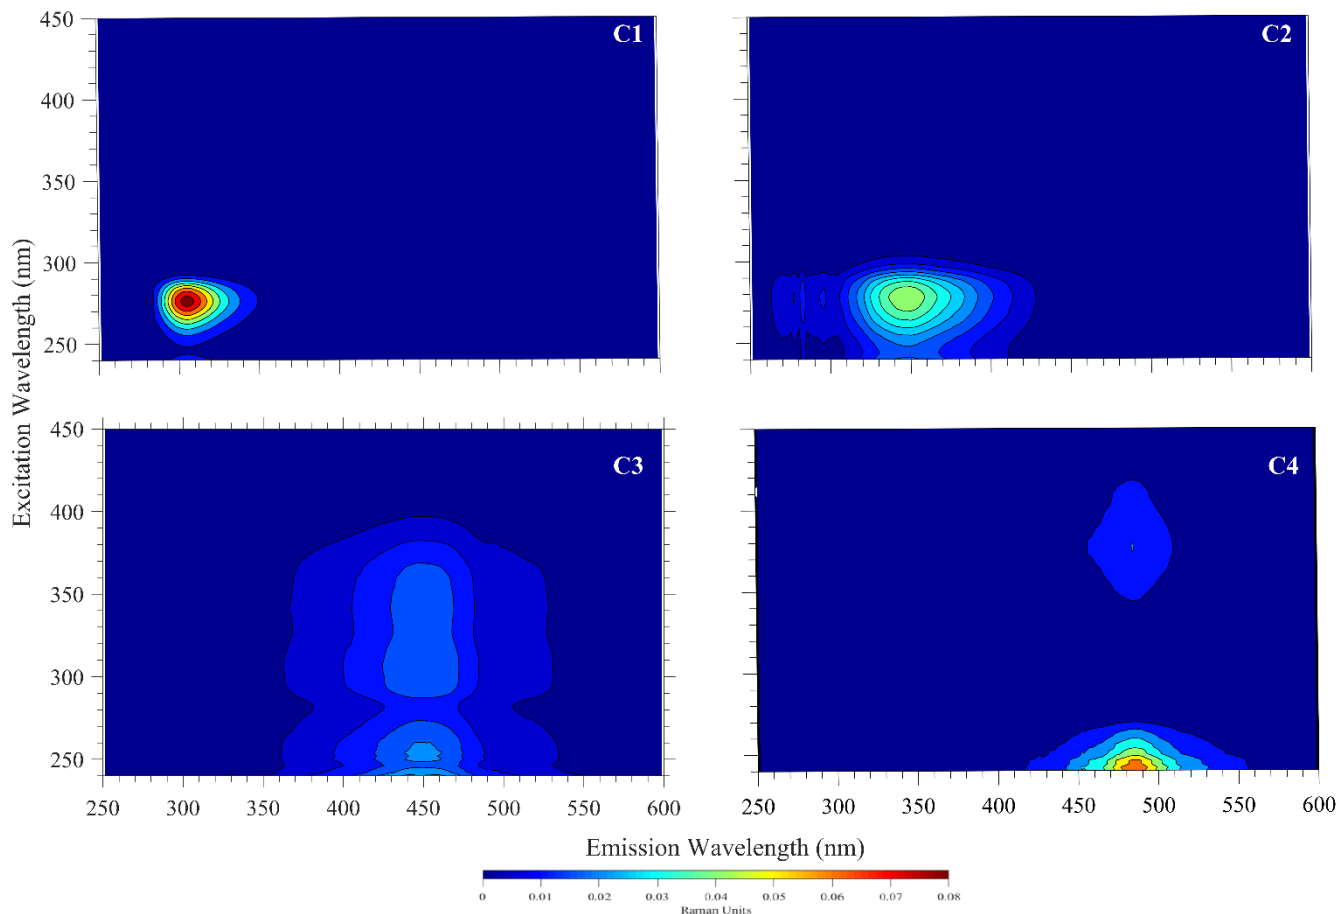 450
400
350
300
250
C1
C2
Excitation Wavelength (nm)
450
400
350
300
250
C3
C4
250 300 350 400 450 500 550 600
250 300 350 400 450 500 550 600
Emission Wavelength (nm)
0 0.01 0.02 0.03 0.04 0.05 0.06 0.07 0.08
Raman Units